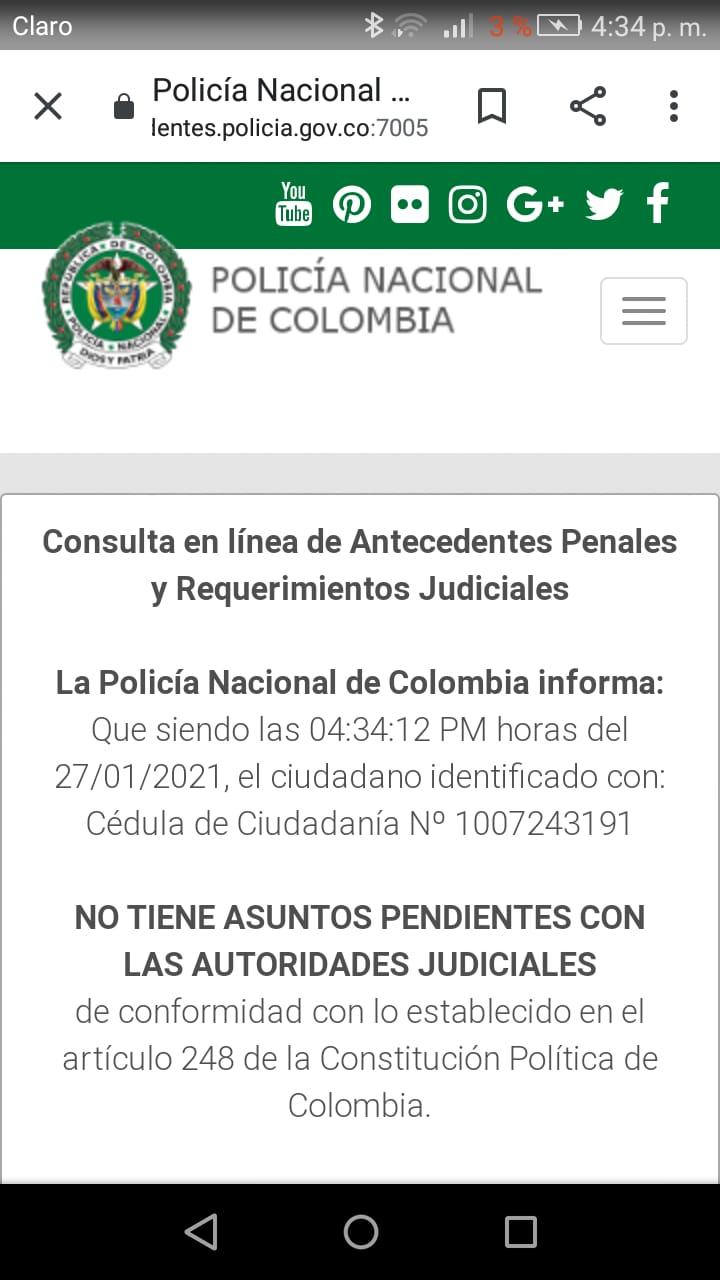 Claro 3 % 4:34 p. m.
Policía Nacional ...
dentes.policia.gov.co:7005
You
Tube
POLICÍA NACIONAL
DE COLOMBIA
REPÚBLICA DE COLOMBIA
POLICÍA NACIONAL
DIOS Y PATRIA
Consulta en línea de Antecedentes Penales
y Requerimientos Judiciales
La Policía Nacional de Colombia informa:
Que siendo las 04:34:12 PM horas del
27/01/2021, el ciudadano identificado con:
Cédula de Ciudadanía Nº 1007243191
NO TIENE ASUNTOS PENDIENTES CON
LAS AUTORIDADES JUDICIALES
de conformidad con lo establecido en el
artículo 248 de la Constitución Política de
Colombia.